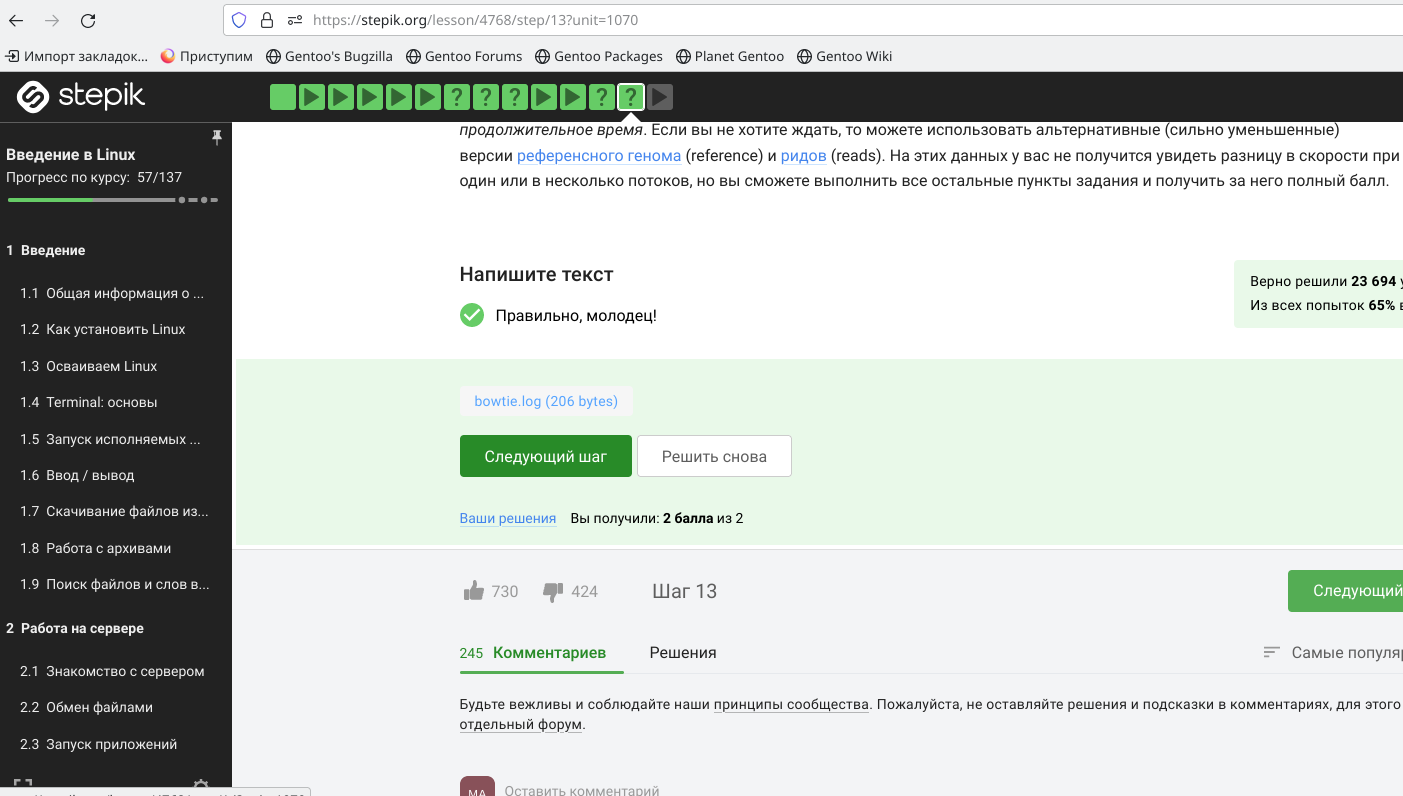 https://stepik.org/lesson/4768/step/13?unit=1070
Импорт закладок... Приступим Gentoo's Bugzilla Gentoo Forums Gentoo Packages Planet Gentoo Gentoo Wiki
stepik
? ? ? ? ?
Введение в Linux
Прогресс по курсу: 57/137
1 Введение
1.1 Общая информация о ...
1.2 Как установить Linux
1.3 Осваиваем Linux
1.4 Terminal: основы
1.5 Запуск исполняемых ...
1.6 Ввод / вывод
1.7 Скачивание файлов из...
1.8 Работа с архивами
1.9 Поиск файлов и слов в...
2 Работа на сервере
2.1 Знакомство с сервером
2.2 Обмен файлами
2.3 Запуск приложений
продолжительное время. Если вы не хотите ждать, то можете использовать альтернативные (сильно уменьшенные)
версии референсного генома (reference) и ридов (reads). На этих данных у вас не получится увидеть разницу в скорости при
один или в несколько потоков, но вы сможете выполнить все остальные пункты задания и получить за него полный балл.
Напишите текст
Правильно, молодец!
Верно решили 23 694
Из всех попыток 65%
bowtie.log (206 bytes)
Следующий шаг Решить снова
Ваши решения Вы получили: 2 балла из 2
730 424 Шаг 13
Следующий
245 Комментариев Решения
Самые популяр
Будьте вежливы и соблюдайте наши принципы сообщества. Пожалуйста, не оставляйте решения и подсказки в комментариях, для этого
отдельный форум.
МА Оставить комментарий